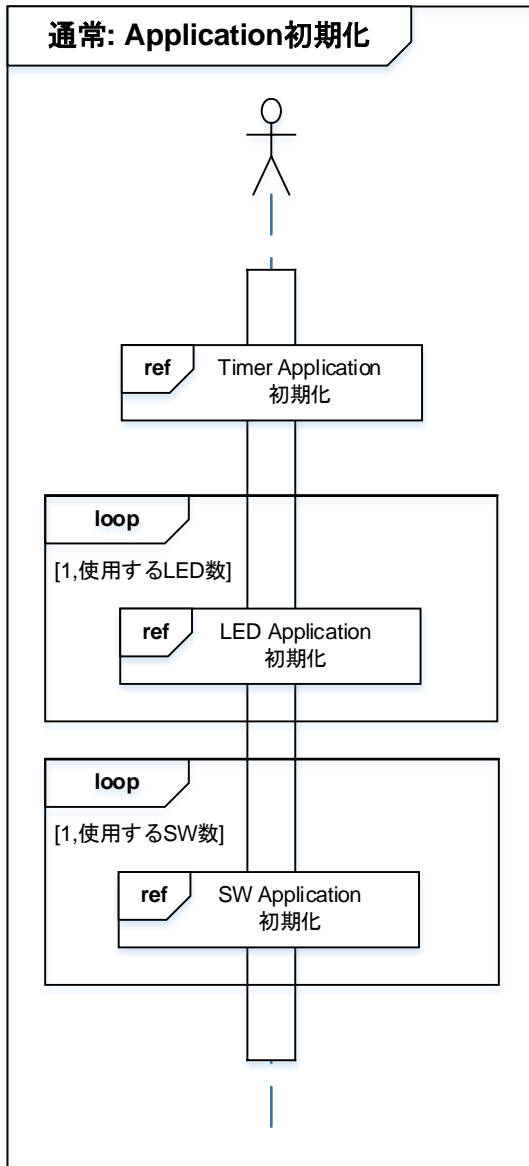 通常: Application初期化
ref
Timer Application
初期化
loop
[1,使用するLED数]
ref
LED Application
初期化
loop
[1,使用するSW数]
ref
SW Application
初期化